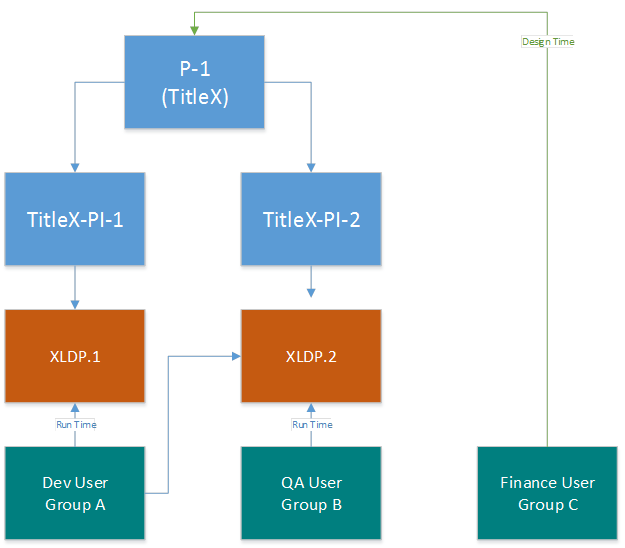 Design Time
P-1
(TitleX)
TitleX-PI-1
TitleX-PI-2
XLDP.1
XLDP.2
Run Time
Run Time
Dev User
Group A
QA User
Group B
Finance User
Group C